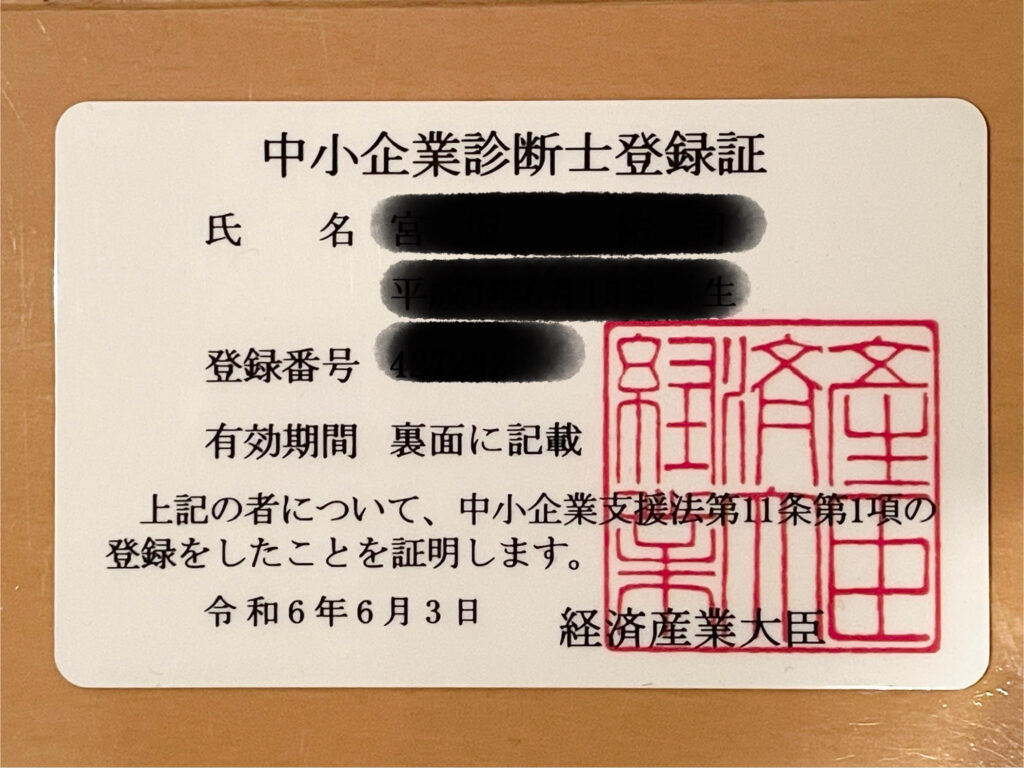 中小企業診断士登録証
氏　名
登録番号
有効期間　裏面に記載
上記の者について、中小企業支援法第11条第1項の
登録をしたことを証明します。
令和6年6月3日
経済産業大臣